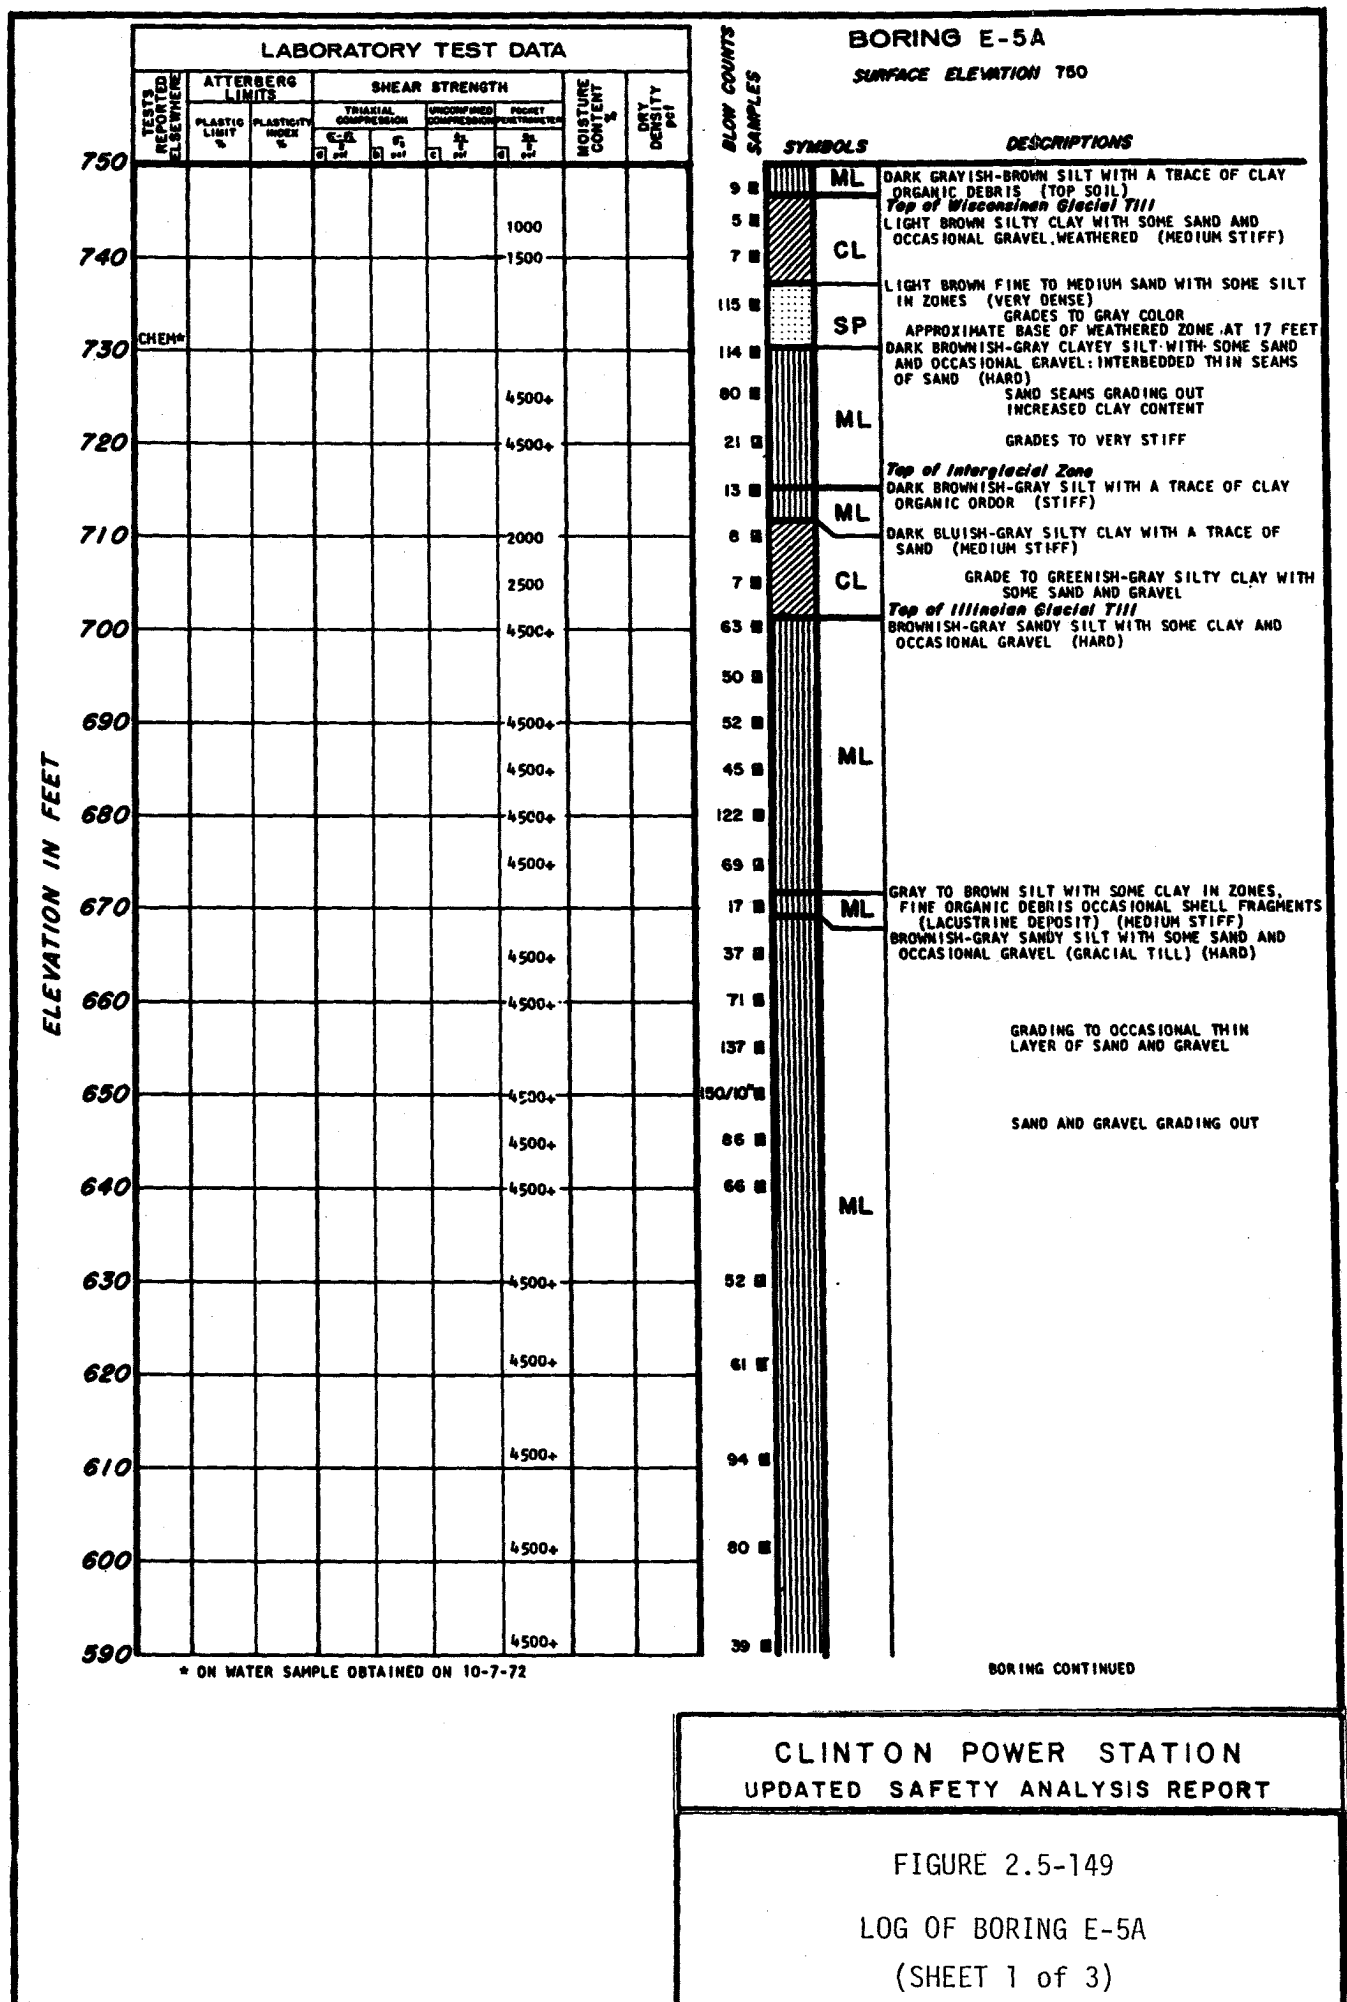 LABORATORY TEST DATA
BORING E-5A
SURFACE ELEVATION 750
TESTS REPORTED ELSEWHERE
ATTERBERG LIMITS
SHEAR STRENGTH
MOISTURE CONTENT %
DRY DENSITY pcf
BLOW COUNTS
SAMPLES
PLASTIC LIMIT %
PLASTICITY INDEX %
TRIAXIAL COMPRESSION
UNCONFINED COMPRESSION
POCKET PENETROMETER
a psf
b psf
c psf
d psf
SYMBOLS
DESCRIPTIONS
ELEVATION IN FEET
750
9 ML DARK GRAYISH-BROWN SILT WITH A TRACE OF CLAY
ORGANIC DEBRIS (TOP SOIL)
Top of Wisconsinan Glacial Till
1000 5 LIGHT BROWN SILTY CLAY WITH SOME SAND AND
OCCASIONAL GRAVEL, WEATHERED (MEDIUM STIFF)
740 1500 7 CL
LIGHT BROWN FINE TO MEDIUM SAND WITH SOME SILT
115 IN ZONES (VERY DENSE)
GRADES TO GRAY COLOR
SP APPROXIMATE BASE OF WEATHERED ZONE AT 17 FEET
CHEM*
730 114 DARK BROWNISH-GRAY CLAYEY SILT WITH SOME SAND
AND OCCASIONAL GRAVEL: INTERBEDDED THIN SEAMS
OF SAND (HARD)
4500+ 80 SAND SEAMS GRADING OUT
INCREASED CLAY CONTENT
ML
720 4500+ 21 GRADES TO VERY STIFF
Top of Interglacial Zone
13 DARK BROWNISH-GRAY SILT WITH A TRACE OF CLAY
ORGANIC ORDOR (STIFF)
ML
710 2000 DARK BLUISH-GRAY SILTY CLAY WITH A TRACE OF
SAND (MEDIUM STIFF)
2500 7 CL GRADE TO GREENISH-GRAY SILTY CLAY WITH
SOME SAND AND GRAVEL
Top of Illinoian Glacial Till
700 4500+ 63 BROWNISH-GRAY SANDY SILT WITH SOME CLAY AND
OCCASIONAL GRAVEL (HARD)
50
690 4500+ 52
ML
4500+ 45
680 4500+ 122
4500+ 69
GRAY TO BROWN SILT WITH SOME CLAY IN ZONES,
670 17 ML FINE ORGANIC DEBRIS OCCASIONAL SHELL FRAGMENTS
(LACUSTRINE DEPOSIT) (MEDIUM STIFF)
BROWNISH-GRAY SANDY SILT WITH SOME SAND AND
4500+ 37 OCCASIONAL GRAVEL (GRACIAL TILL) (HARD)
660 4500+ 71
GRADING TO OCCASIONAL THIN
137 LAYER OF SAND AND GRAVEL
650 4500+ 150/10"
SAND AND GRAVEL GRADING OUT
4500+ 86
640 4500+ 66
ML
630 4500+ 52
620 4500+ 61
610 4500+ 94
600 4500+ 80
590 4500+ 39
* ON WATER SAMPLE OBTAINED ON 10-7-72
BORING CONTINUED
CLINTON POWER STATION
UPDATED SAFETY ANALYSIS REPORT
FIGURE 2.5-149
LOG OF BORING E-5A
(SHEET 1 of 3)